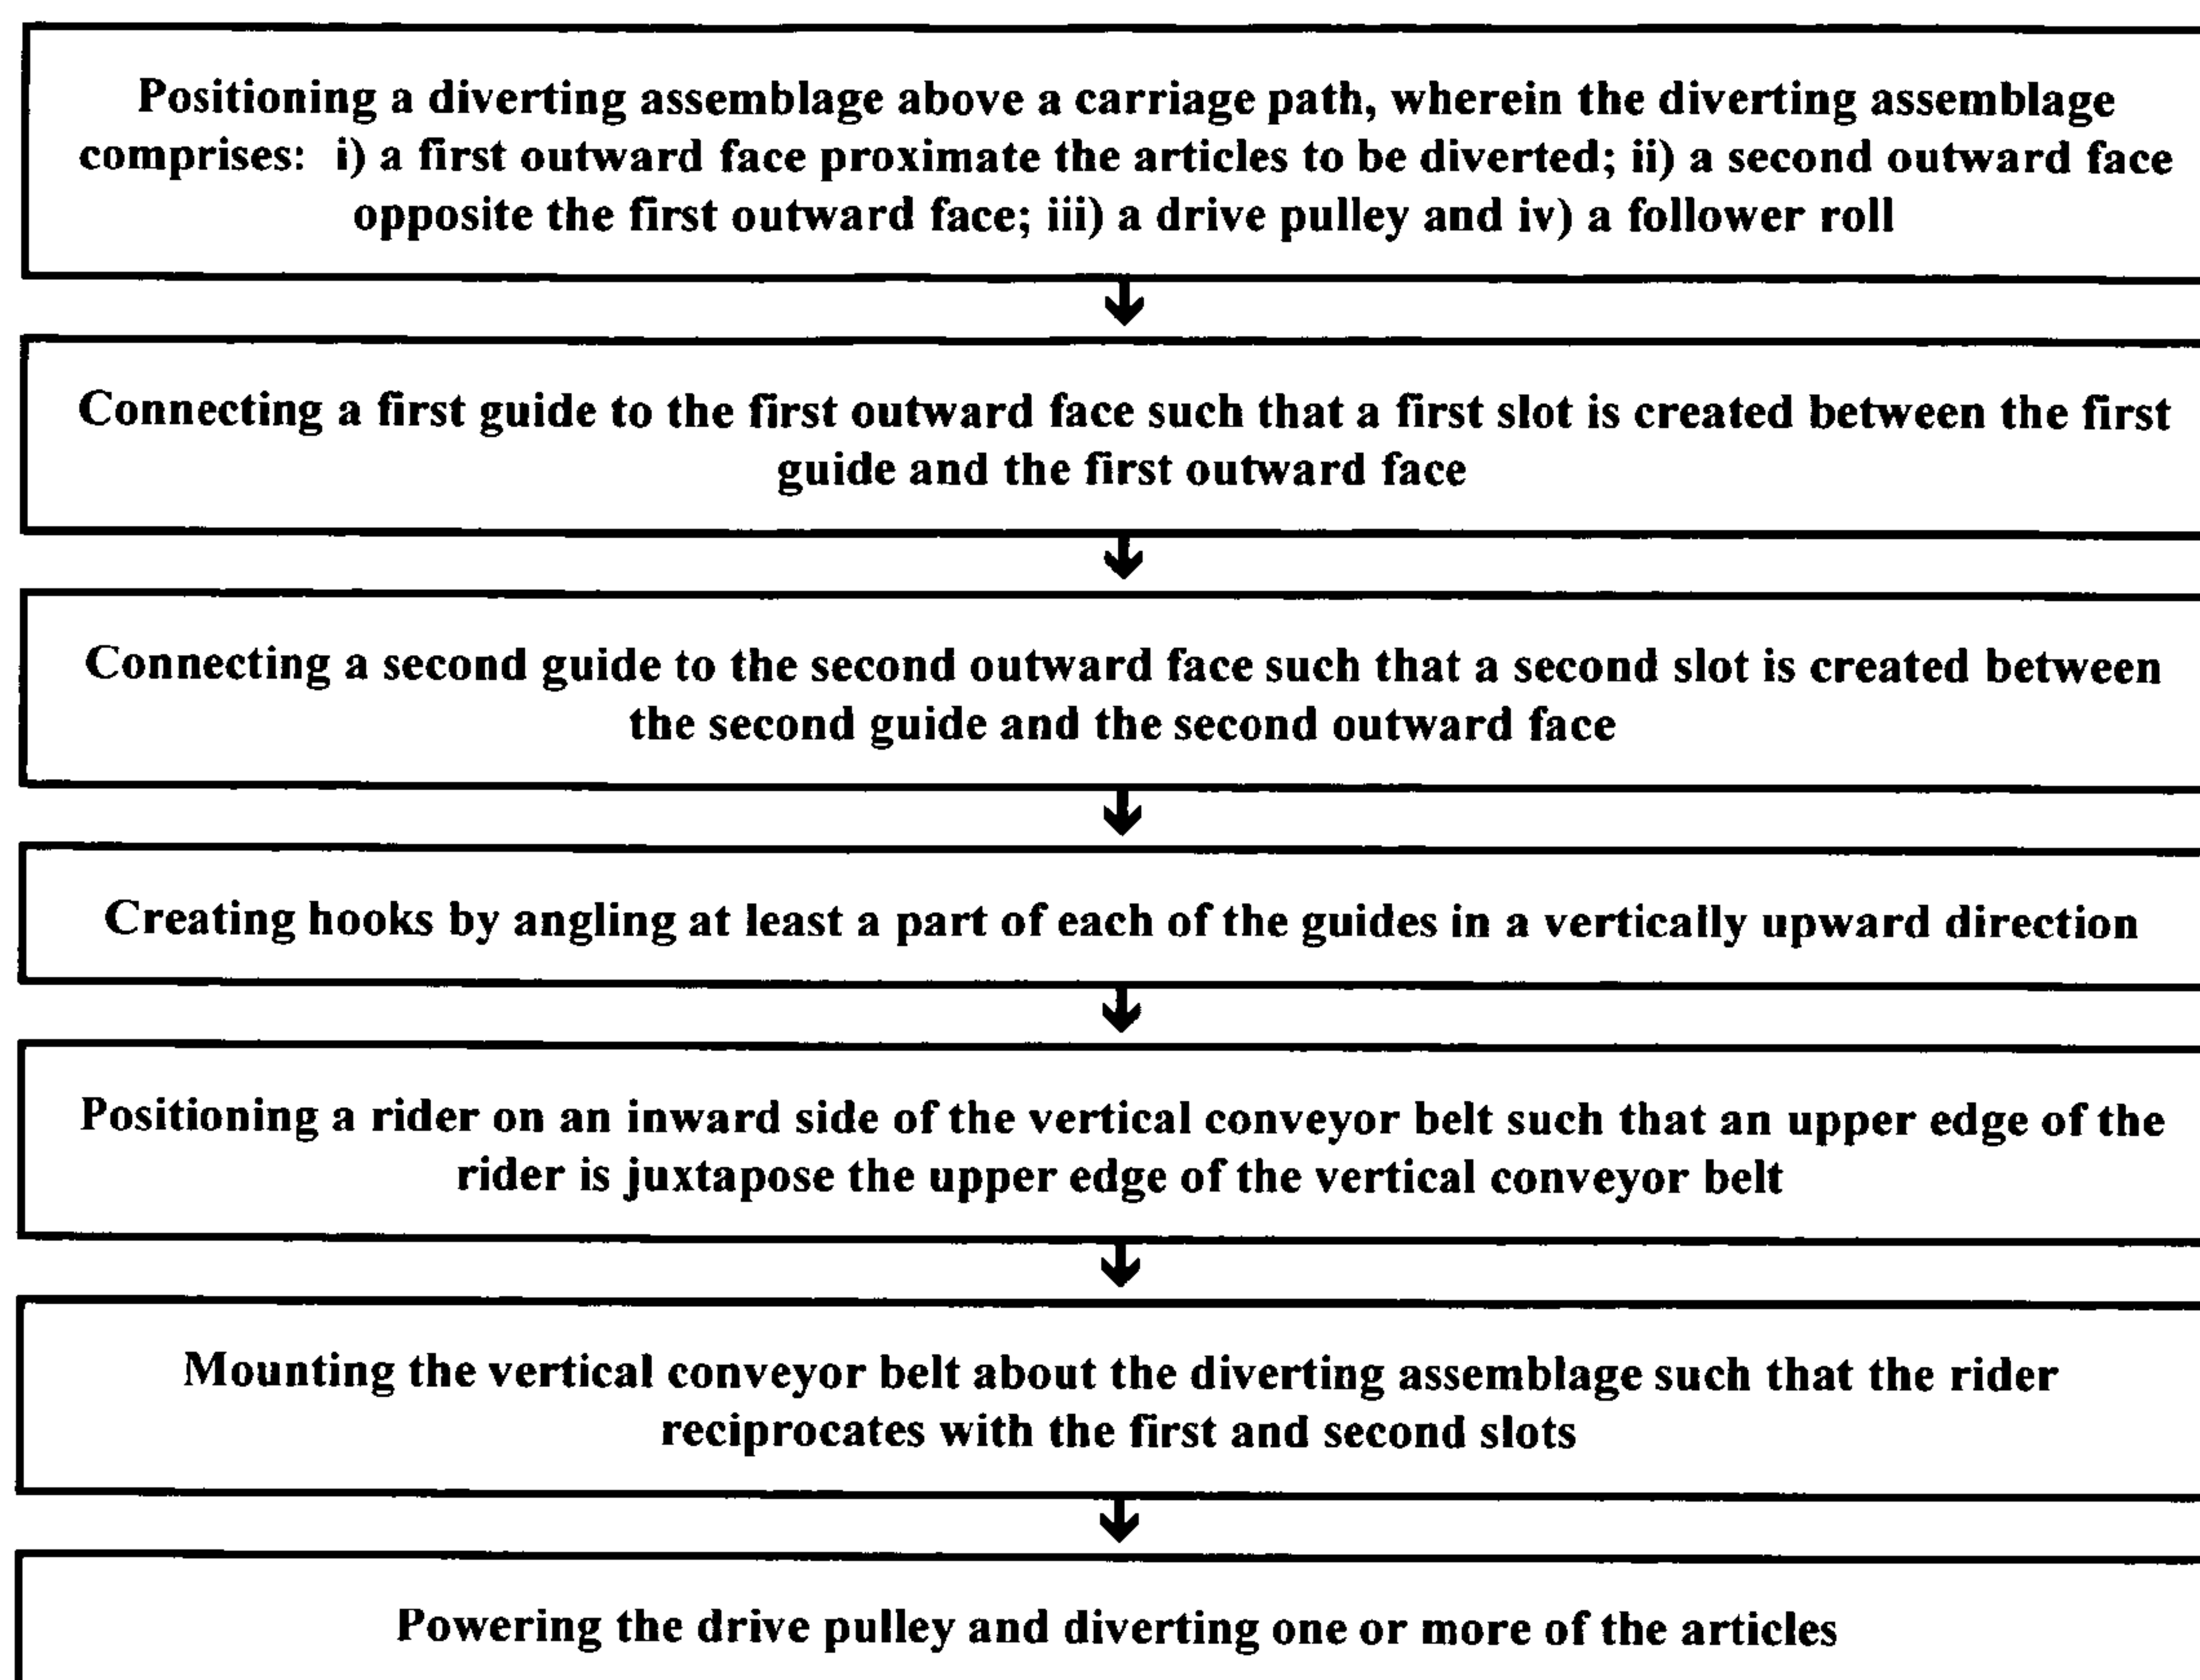 Positioning a diverting assemblage above a carriage path, wherein the diverting assemblage
comprises: i) a first outward face proximate the articles to be diverted; ii) a second outward face
opposite the first outward face; iii) a drive pulley and iv) a follower roll
Connecting a first guide to the first outward face such that a first slot is created between the first
guide and the first outward face
Connecting a second guide to the second outward face such that a second slot is created between
the second guide and the second outward face
Creating hooks by angling at least a part of each of the guides in a vertically upward direction
Positioning a rider on an inward side of the vertical conveyor belt such that an upper edge of the
rider is juxtapose the upper edge of the vertical conveyor belt
Mounting the vertical conveyor belt about the diverting assemblage such that the rider
reciprocates with the first and second slots
Powering the drive pulley and diverting one or more of the articles